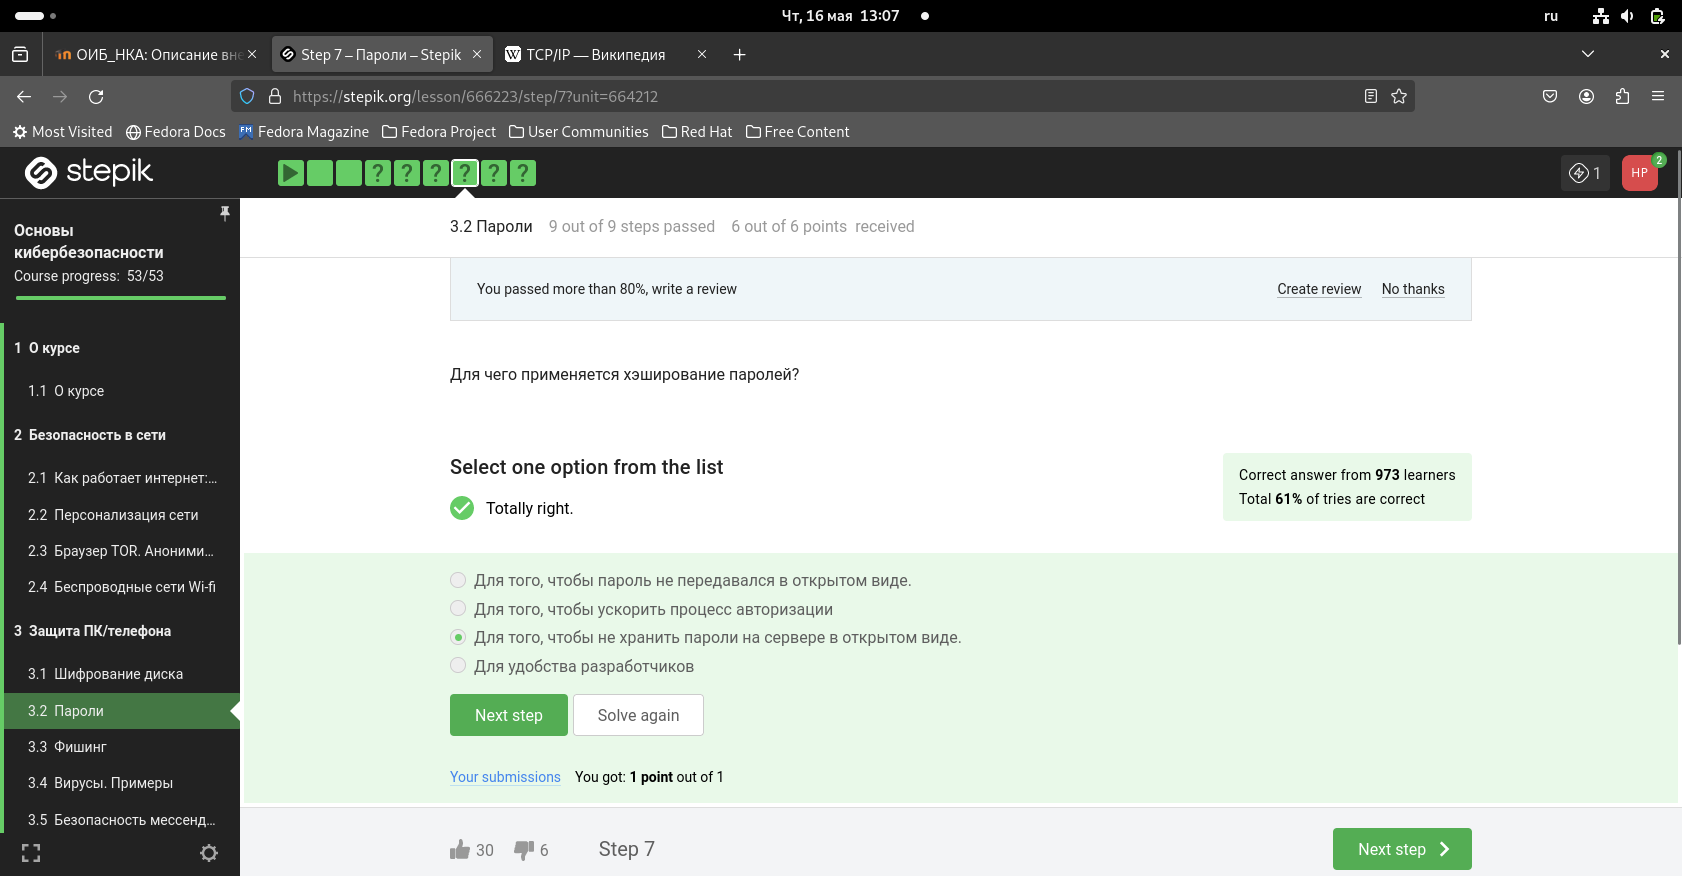 Чт, 16 мая 13:07
ru
ОИБ_НКА: Описание вне
Step 7 – Пароли – Stepik
W TCP/IP — Википедия
https://stepik.org/lesson/666223/step/7?unit=664212
Most Visited
Fedora Docs
FM Fedora Magazine
Fedora Project
User Communities
Red Hat
Free Content
stepik
? ? ? ? ? ?
1
HP
2
Основы
кибербезопасности
Course progress: 53/53
1 О курсе
1.1 О курсе
2 Безопасность в сети
2.1 Как работает интернет:...
2.2 Персонализация сети
2.3 Браузер TOR. Аноними...
2.4 Беспроводные сети Wi-fi
3 Защита ПК/телефона
3.1 Шифрование диска
3.2 Пароли
3.3 Фишинг
3.4 Вирусы. Примеры
3.5 Безопасность мессенд...
3.2 Пароли 9 out of 9 steps passed 6 out of 6 points received
You passed more than 80%, write a review
Create review
No thanks
Для чего применяется хэширование паролей?
Select one option from the list
Totally right.
Correct answer from 973 learners
Total 61% of tries are correct
Для того, чтобы пароль не передавался в открытом виде.
Для того, чтобы ускорить процесс авторизации
Для того, чтобы не хранить пароли на сервере в открытом виде.
Для удобства разработчиков
Next step
Solve again
Your submissions You got: 1 point out of 1
30
6
Step 7
Next step